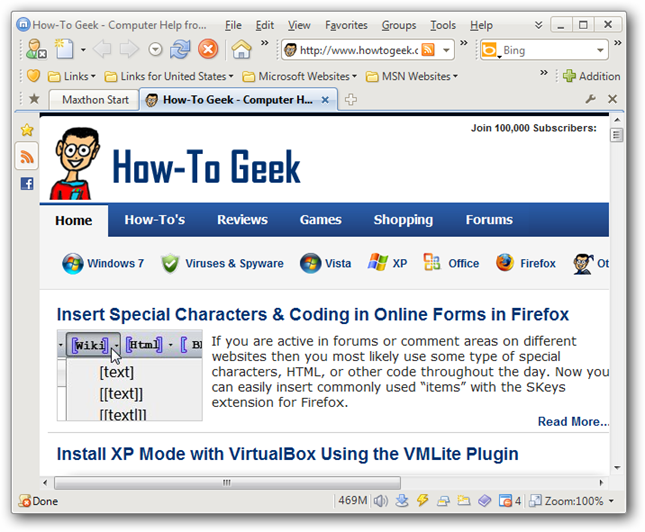 How-To Geek - Computer Help fro... File Edit View Favorites Groups Tools Help
http://www.howtogeek.c Bing
Links Links for United States Microsoft Websites MSN Websites Addition
Maxthon Start How-To Geek - Computer H...
Join 100,000 Subscribers:
How-To Geek
Home How-To's Reviews Games Shopping Forums
Windows 7 Viruses & Spyware Vista XP Office Firefox Ot
Insert Special Characters & Coding in Online Forms in Firefox
[Wiki] [Html] [ B
[text]
[[text]]
[[text|]]
If you are active in forums or comment areas on different
websites then you most likely use some type of special
characters, HTML, or other code throughout the day. Now you
can easily insert commonly used “items” with the SKeys
extension for Firefox.
Read More...
Install XP Mode with VirtualBox Using the VMLite Plugin
Done 469M 4 Zoom:100%